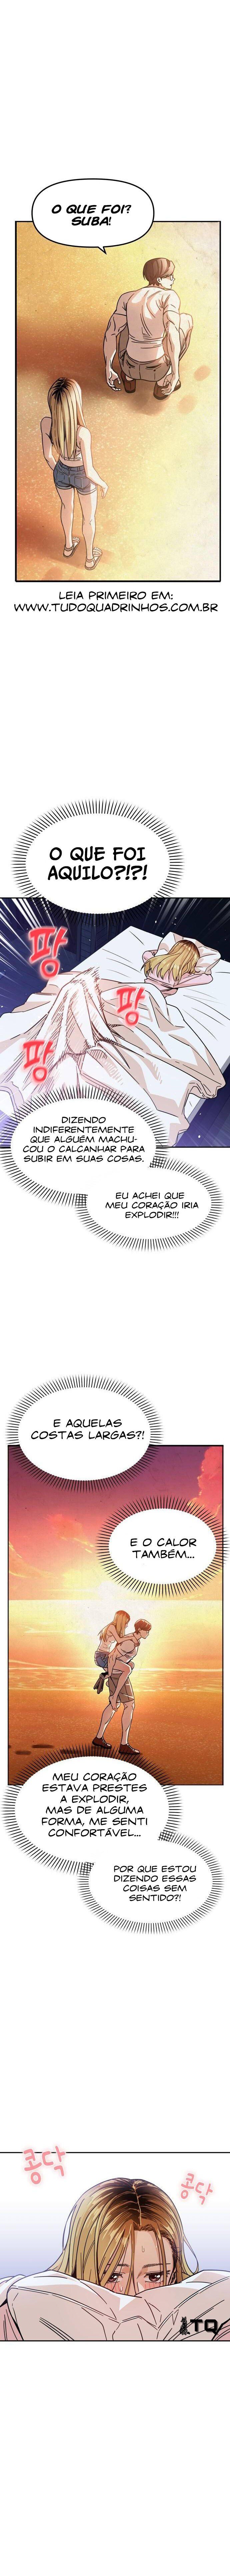 O QUE FOI?
SUBA!
LEIA PRIMEIRO EM:
WWW.TUDOQUADRINHOS.COM.BR
O QUE FOI
AQUILO?!?!
팡
팡
팡
DIZENDO
INDIFERENTEMENTE
QUE ALGUÉM MACHU-
COU O CALCANHAR PARA
SUBIR EM SUAS COSAS.
EU ACHEI QUE
MEU CORAÇÃO IRIA
EXPLODIR!!!
E AQUELAS
COSTAS LARGAS?!
E O CALOR
TAMBÉM...
MEU CORAÇÃO
ESTAVA PRESTES
A EXPLODIR,
MAS DE ALGUMA
FORMA, ME SENTI
CONFORTÁVEL...
POR QUE ESTOU
DIZENDO ESSAS
COISAS SEM
SENTIDO?!
콩닥
콩닥
TQ